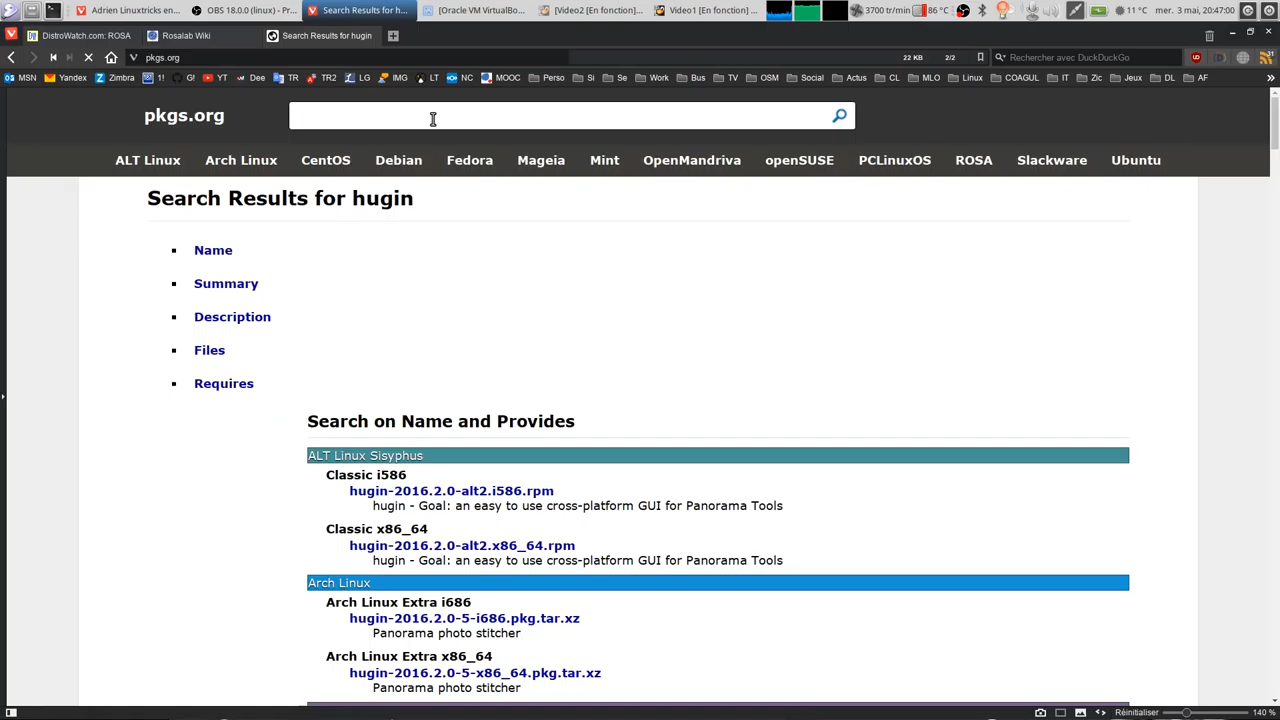 Adrien Linuxtricks en...
OBS 18.0.0 (linux) - Pr...
Search Results for h...
[Oracle VM VirtualBo...
[Video2 [En fonction]...
Video1 [En fonction]...
3700 tr/min
86 °C
11 °C
mer. 3 mai, 20:47:00
DistroWatch.com: ROSA
Rosalab Wiki
Search Results for hugin
pkgs.org
22 KB
2/2
Rechercher avec DuckDuckGo
MSN
Yandex
Zimbra
1!
G!
YT
Dee
TR
TR2
LG
IMG
LT
NC
MOOC
Perso
Si
Se
Work
Bus
TV
OSM
Social
Actus
CL
MLO
Linux
COAGUL
IT
Zic
Jeux
DL
AF
pkgs.org
ALT Linux
Arch Linux
CentOS
Debian
Fedora
Mageia
Mint
OpenMandriva
openSUSE
PCLinuxOS
ROSA
Slackware
Ubuntu
Search Results for hugin
Name
Summary
Description
Files
Requires
Search on Name and Provides
ALT Linux Sisyphus
Classic i586
hugin-2016.2.0-alt2.i586.rpm
hugin - Goal: an easy to use cross-platform GUI for Panorama Tools
Classic x86_64
hugin-2016.2.0-alt2.x86_64.rpm
hugin - Goal: an easy to use cross-platform GUI for Panorama Tools
Arch Linux
Arch Linux Extra i686
hugin-2016.2.0-5-i686.pkg.tar.xz
Panorama photo stitcher
Arch Linux Extra x86_64
hugin-2016.2.0-5-x86_64.pkg.tar.xz
Panorama photo stitcher
Réinitialiser
140 %